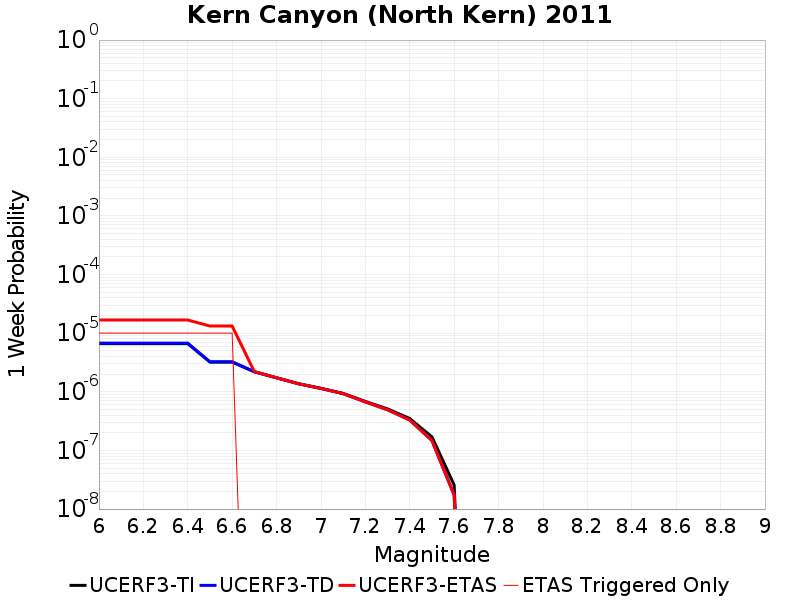 Kern Canyon (North Kern) 2011
1 Week Probability
10^0
10^-1
10^-2
10^-3
10^-4
10^-5
10^-6
10^-7
10^-8
6 6.2 6.4 6.6 6.8 7 7.2 7.4 7.6 7.8 8 8.2 8.4 8.6 8.8 9
Magnitude
UCERF3-TI UCERF3-TD UCERF3-ETAS ETAS Triggered Only